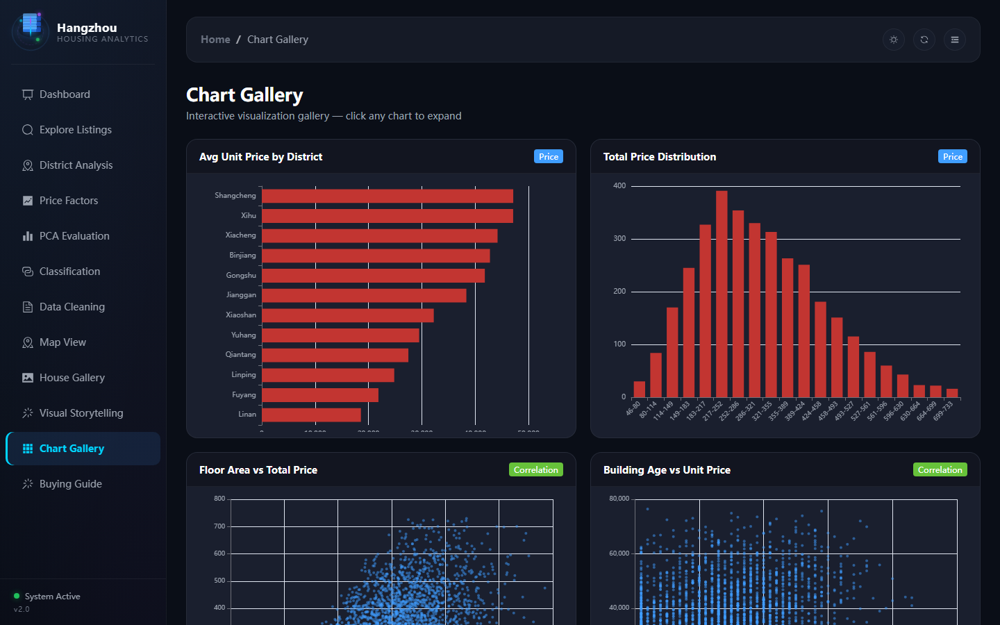 Hangzhou
HOUSING ANALYTICS
Dashboard
Explore Listings
District Analysis
Price Factors
PCA Evaluation
Classification
Data Cleaning
Map View
House Gallery
Visual Storytelling
Chart Gallery
Buying Guide
System Active
v2.0
Home / Chart Gallery
Chart Gallery
Interactive visualization gallery — click any chart to expand
Avg Unit Price by District
Price
Shangcheng
Xihu
Xiacheng
Binjiang
Gongshu
Jianggan
Xiaoshan
Yuhang
Qiantang
Linping
Fuyang
Linan
Total Price Distribution
Price
400
300
200
100
0
46-80
80-114
114-149
149-183
183-217
217-252
252-286
286-321
321-355
355-389
389-424
424-458
458-493
493-527
527-561
561-596
596-630
630-664
664-699
699-733
Floor Area vs Total Price
Correlation
800
700
600
500
400
Building Age vs Unit Price
Correlation
80,000
60,000
40,000